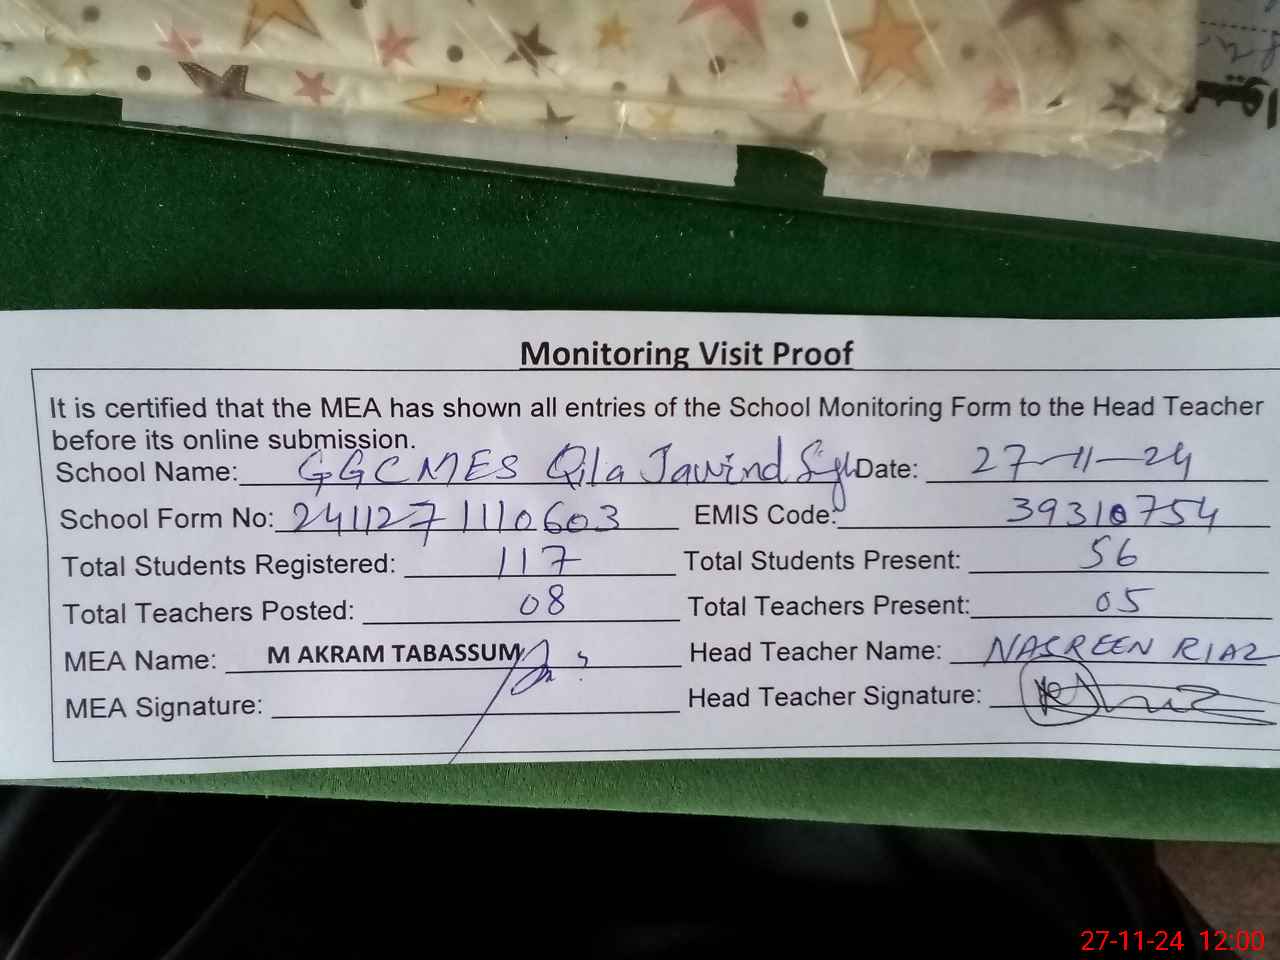 Monitoring Visit Proof
It is certified that the MEA has shown all entries of the School Monitoring Form to the Head Teacher
before its online submission.
School Name: GGCMES Qila Jawind Singh Date: 27-11-24
School Form No: 2411271110603 EMIS Code: 39310754
Total Students Registered: 117 Total Students Present: 56
Total Teachers Posted: 08 Total Teachers Present: 05
MEA Name: M AKRAM TABASSUM Head Teacher Name: NASREEN RIAZ
MEA Signature: Head Teacher Signature:
27-11-24 12:00